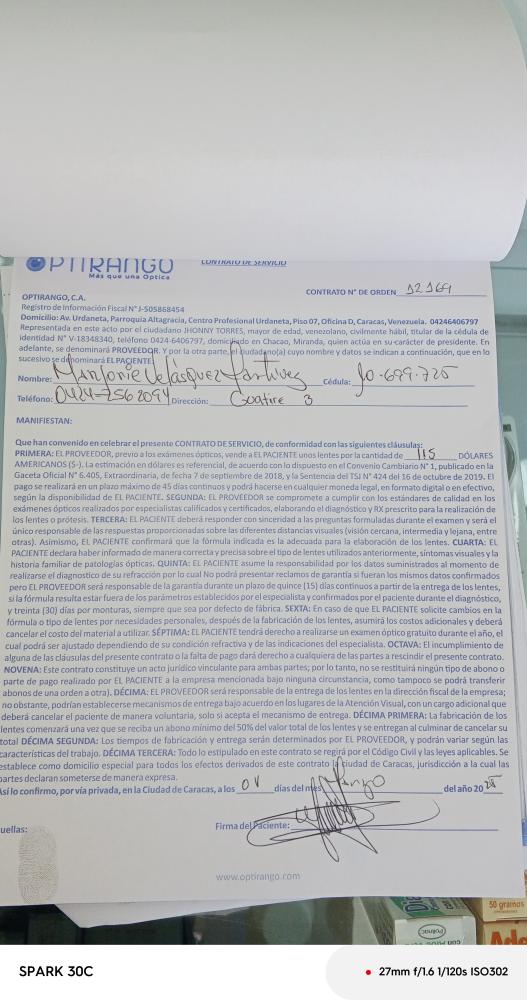 OPTIRANGO
Más que una Óptica
CONTRATO DE SERVICIO
CONTRATO N° DE ORDEN 12169
OPTIRANGO, C.A.
Registro de Información Fiscal N° J-505868454
Domicilio: Av. Urdaneta, Parroquia Altagracia, Centro Profesional Urdaneta, Piso 07, Oficina D, Caracas, Venezuela. 04246406797
Representada en este acto por el ciudadano JHONNY TORRES, mayor de edad, venezolano, civilmente hábil, titular de la cédula de
identidad N° V-18348340, teléfono 0424-6406797, domiciliado en Chacao, Miranda, quien actúa en su carácter de presidente. En
adelante, se denominará PROVEEDOR. Y por la otra parte, el ciudadano(a) cuyo nombre y datos se indican a continuación, que en lo
sucesivo se denominará EL PACIENTE:
Nombre: Velásquez Cédula: 10-699-725
Teléfono: 0424-256 2094 Dirección: Guatire 3
MANIFIESTAN:
Que han convenido en celebrar el presente CONTRATO DE SERVICIO, de conformidad con las siguientes cláusulas:
PRIMERA: EL PROVEEDOR, previo a los exámenes ópticos, vende a EL PACIENTE unos lentes por la cantidad de 115 DÓLARES
AMERICANOS ($-). La estimación en dólares es referencial, de acuerdo con lo dispuesto en el Convenio Cambiario N° 1, publicado en la
Gaceta Oficial N° 6.405, Extraordinaria, de fecha 7 de septiembre de 2018, y la Sentencia del TSJ N° 424 del 16 de octubre de 2019. El
pago se realizará en un plazo máximo de 45 días continuos y podrá hacerse en cualquier moneda legal, en formato digital o en efectivo,
según la disponibilidad de EL PACIENTE. SEGUNDA: EL PROVEEDOR se compromete a cumplir con los estándares de calidad en los
exámenes ópticos realizados por especialistas calificados y certificados, elaborando el diagnóstico y RX prescrito para la realización de
los lentes o prótesis. TERCERA: EL PACIENTE deberá responder con sinceridad a las preguntas formuladas durante el examen y será el
único responsable de las respuestas proporcionadas sobre las diferentes distancias visuales (visión cercana, intermedia y lejana, entre
otras). Asimismo, EL PACIENTE confirmará que la fórmula indicada es la adecuada para la elaboración de los lentes. CUARTA: EL
PACIENTE declara haber informado de manera correcta y precisa sobre el tipo de lentes utilizados anteriormente, síntomas visuales y la
historia familiar de patologías ópticas. QUINTA: EL PACIENTE asume la responsabilidad por los datos suministrados al momento de
realizarse el diagnostico de su refracción por lo cual No podrá presentar reclamos de garantía si fueran los mismos datos confirmados
pero EL PROVEEDOR será responsable de la garantía durante un plazo de quince (15) días continuos a partir de la entrega de los lentes,
si la fórmula resulta estar fuera de los parámetros establecidos por el especialista y confirmados por el paciente durante el diagnóstico,
y treinta (30) días por monturas, siempre que sea por defecto de fábrica. SEXTA: En caso de que EL PACIENTE solicite cambios en la
fórmula o tipo de lentes por necesidades personales, después de la fabricación de los lentes, asumirá los costos adicionales y deberá
cancelar el costo del material a utilizar. SÉPTIMA: EL PACIENTE tendrá derecho a realizarse un examen óptico gratuito durante el año, el
cual podrá ser ajustado dependiendo de su condición refractiva y de las indicaciones del especialista. OCTAVA: El incumplimiento de
alguna de las cláusulas del presente contrato o la falta de pago dará derecho a cualquiera de las partes a rescindir el presente contrato.
NOVENA: Este contrato constituye un acto jurídico vinculante para ambas partes; por lo tanto, no se restituirá ningún tipo de abono o
parte de pago realizado por EL PACIENTE a la empresa mencionada bajo ninguna circunstancia, como tampoco se podrá transferir
abonos de una orden a otra). DÉCIMA: EL PROVEEDOR será responsable de la entrega de los lentes en la dirección fiscal de la empresa;
no obstante, podrían establecerse mecanismos de entrega bajo acuerdo en los lugares de la Atención Visual, con un cargo adicional que
deberá cancelar el paciente de manera voluntaria, solo si acepta el mecanismo de entrega. DÉCIMA PRIMERA: La fabricación de los
lentes comenzará una vez que se reciba un abono mínimo del 50% del valor total de los lentes y se entregan al culminar de cancelar su
total DÉCIMA SEGUNDA: Los tiempos de fabricación y entrega serán determinados por EL PROVEEDOR, y podrán variar según las
características del trabajo. DÉCIMA TERCERA: Todo lo estipulado en este contrato se regirá por el Código Civil y las leyes aplicables. Se
establece como domicilio especial para todos los efectos derivados de este contrato la ciudad de Caracas, jurisdicción a la cual las
partes declaran someterse de manera expresa.
Así lo confirmo, por vía privada, en la Ciudad de Caracas, a los 04 días del mes Marzo del año 20
uellas:
Firma del Paciente:
www.optirango.com
50 gramos
SPARK 30C
27mm f/1.6 1/120s ISO302